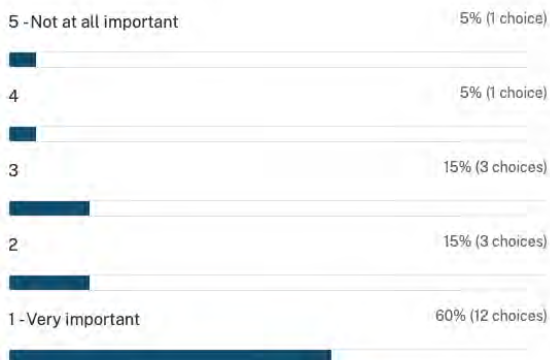 5 - Not at all important 5% (1 choice)
4 5% (1 choice)
3 15% (3 choices)
2 15% (3 choices)
1 - Very important 60% (12 choices)